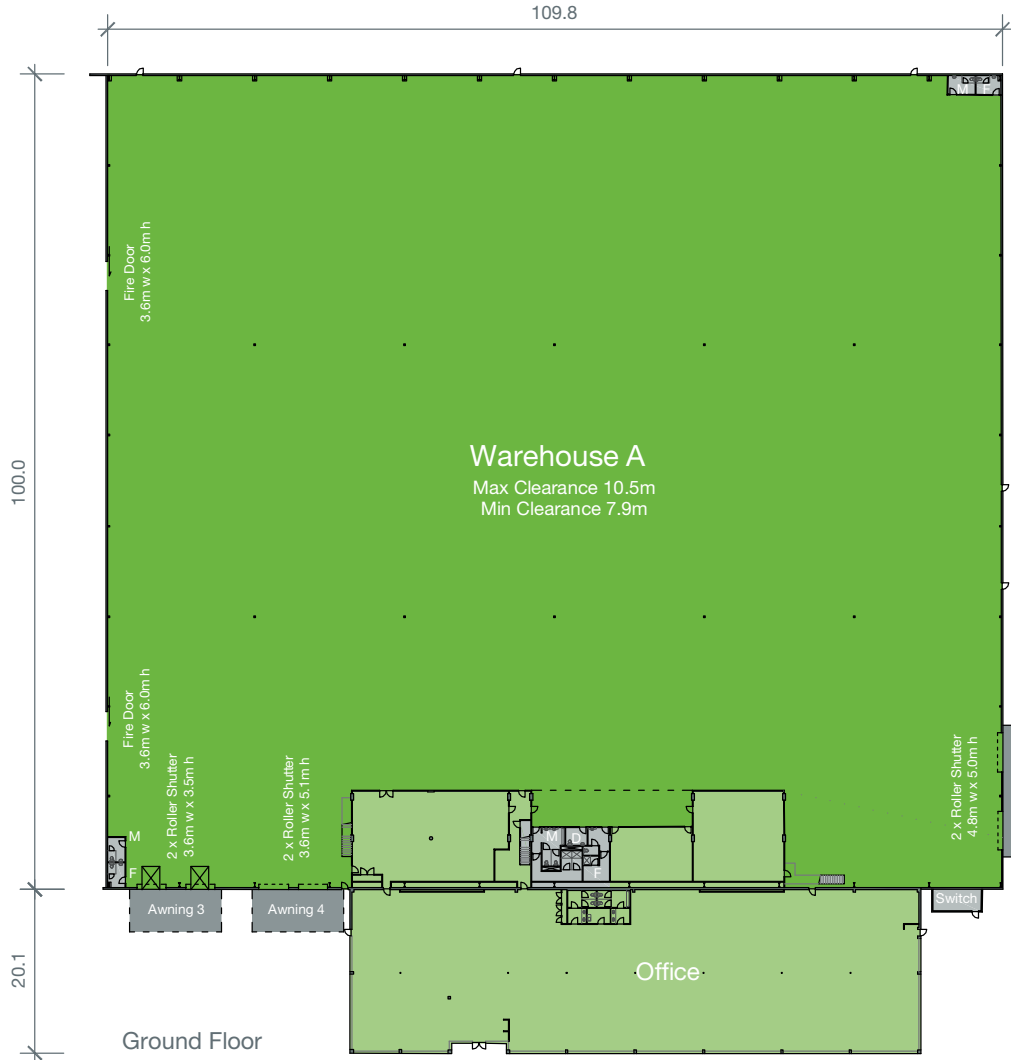 109.8
M F
Fire Door
3.6m w x 6.0m h
100.0
Warehouse A
Max Clearance 10.5m
Min Clearance 7.9m
Fire Door
3.6m w x 6.0m h
2 x Roller Shutter
3.6m w x 3.5m h
2 x Roller Shutter
3.6m w x 5.1m h
2 x Roller Shutter
4.8m w x 5.0m h
M
F
M D
F
Awning 3
Awning 4
Switch
20.1
Office
Ground Floor